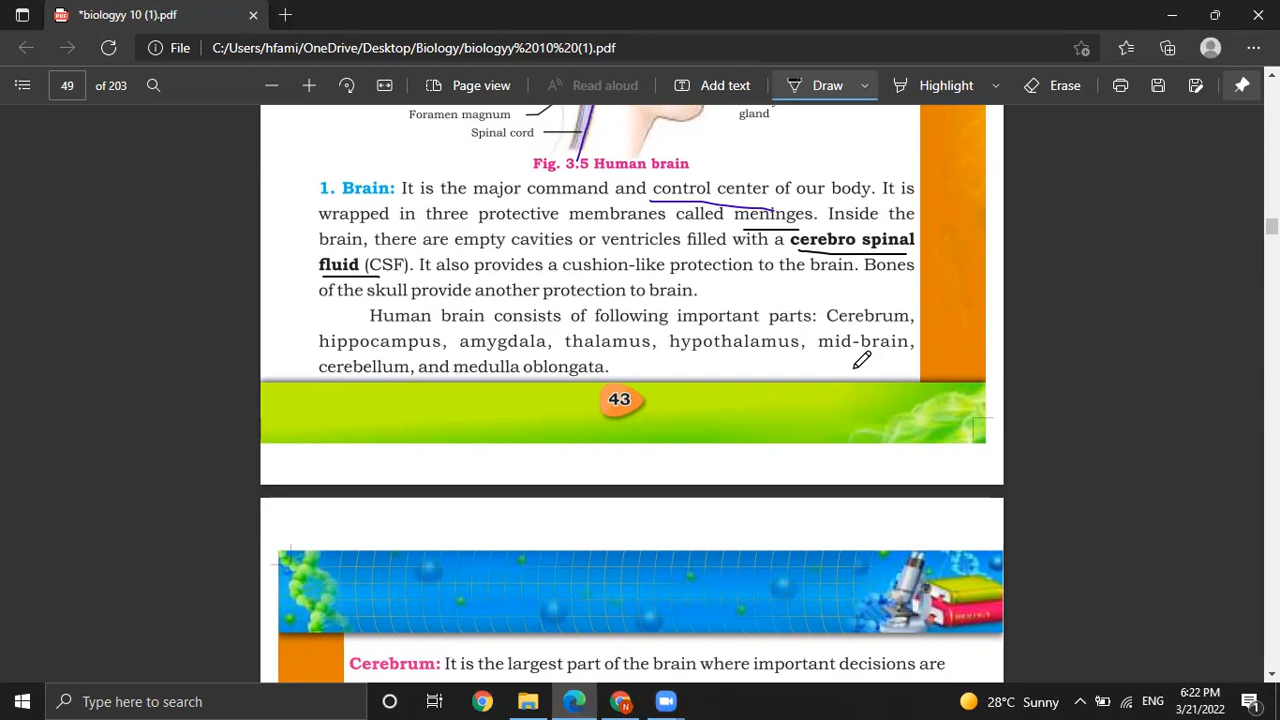 *biologyy 10 (1).pdf
File
C:/Users/hfami/OneDrive/Desktop/Biology/biologyy%2010%20(1).pdf
49
of 203
Page view
Read aloud
Add text
Draw
Highlight
Erase
Foramen magnum
gland
Spinal cord
Fig. 3.5 Human brain
1. Brain: It is the major command and control center of our body. It is
wrapped in three protective membranes called meninges. Inside the
brain, there are empty cavities or ventricles filled with a cerebro spinal
fluid (CSF). It also provides a cushion-like protection to the brain. Bones
of the skull provide another protection to brain.
Human brain consists of following important parts: Cerebrum,
hippocampus, amygdala, thalamus, hypothalamus, mid-brain,
cerebellum, and medulla oblongata.
43
Cerebrum: It is the largest part of the brain where important decisions are
Type here to search
28°C Sunny
ENG
6:22 PM
3/21/2022